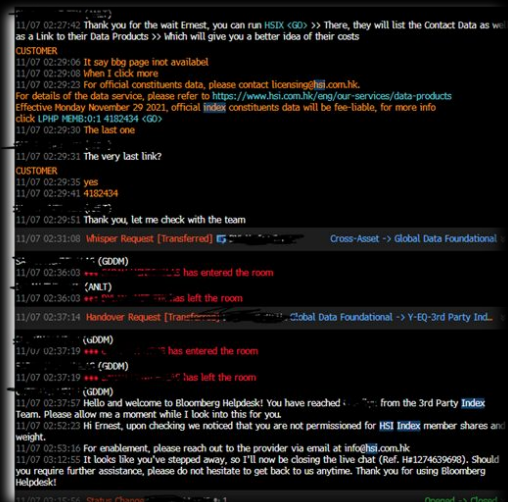 11/07 02:27:42 Thank you for the wait Ernest, you can run HSIX <GO> >> There, they will list the Contact Data as we
as a Link to their Data Products >> Which will give you a better idea of their costs
CUSTOMER
11/07 02:29:06 It say bbg page inot availabel
11/07 02:29:08 When I click more
11/07 02:29:23 For official constituents data, please contact licensing@hsi.com.hk.
For details of the data service, please refer to https://www.hsi.com.hk/eng/our-services/data-products
Effective Monday November 29 2021, official index constituents data will be fee-liable, for more info
click LPHP MEMB:0:1 4182434 <GO>
11/07 02:29:30 The last one
11/07 02:29:31 The very last link?
CUSTOMER
11/07 02:29:35 yes
11/07 02:29:41 4182434
11/07 02:29:51 Thank you, let me check with the team
11/07 02:31:08 Whisper Request [Transferred] Cross-Asset -> Global Data Foundational
(GDDM)
11/07 02:36:03 *** has entered the room
(ANLT)
11/07 02:36:03 *** has left the room
11/07 02:37:14 Handover Request [Transferred] Global Data Foundational -> Y-EQ-3rd Party Ind...
(GDDM)
11/07 02:37:19 *** has entered the room
(GDDM)
11/07 02:37:19 *** has left the room
(GDDM)
11/07 02:37:57 Hello and welcome to Bloomberg Helpdesk! You have reached from the 3rd Party Index
Team. Please allow me a moment while I look into this for you.
11/07 02:52:23 Hi Ernest, upon checking we noticed that you are not permissioned for HSI Index member shares and
weight.
11/07 02:53:16 For enablement, please reach out to the provider via email at info@hsi.com.hk
11/07 03:12:55 It looks like you've stepped away, so I'll now be closing the live chat (Ref. H#1274639698). Should
you require further assistance, please do not hesitate to get back to us anytime. Thank you for using Bloomberg
Helpdesk!